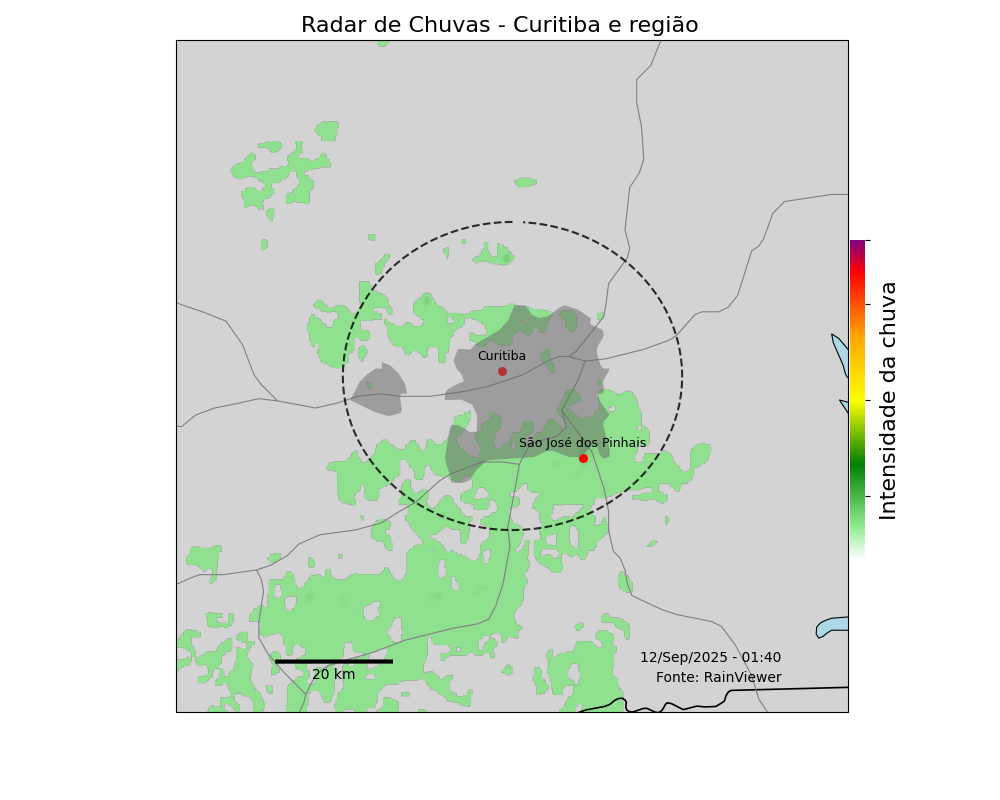 Radar de Chuvas - Curitiba e região
Curitiba
São José dos Pinhais
Intensidade da chuva
12/Sep/2025 - 01:40
Fonte: RainViewer
20 km